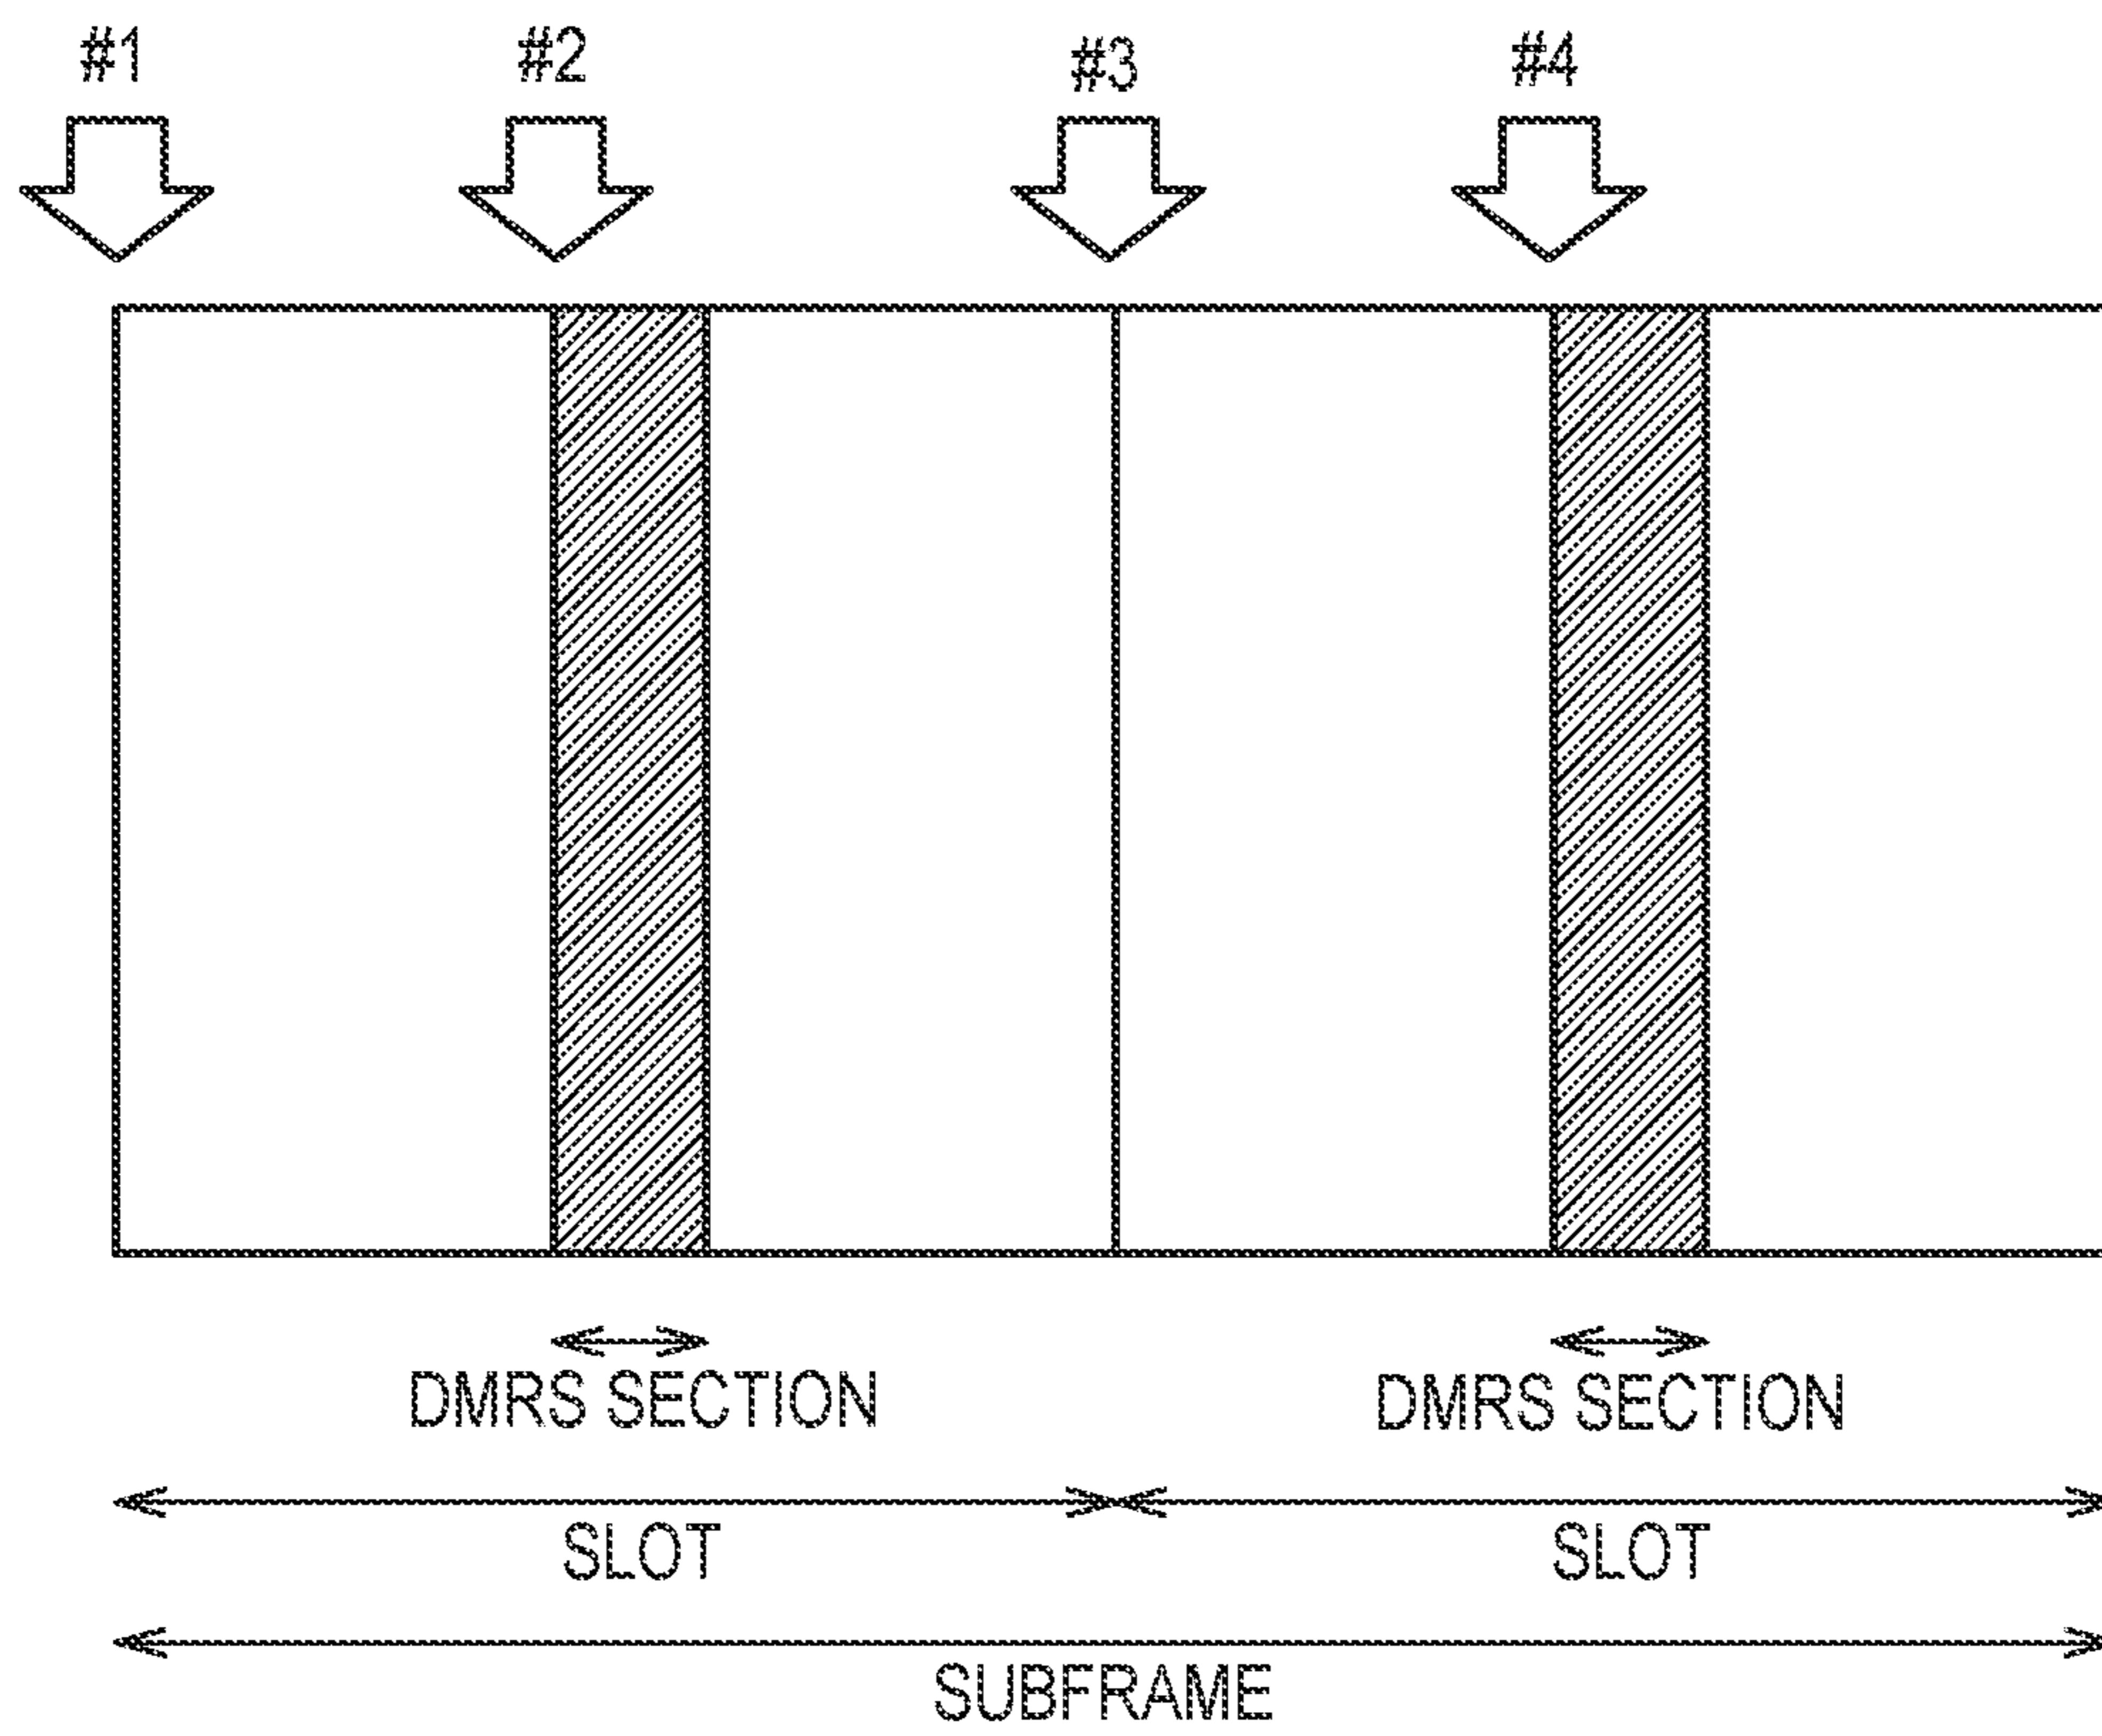 #1 #2 #3 #4
DMRS SECTION DMRS SECTION
SLOT SLOT
SUBFRAME